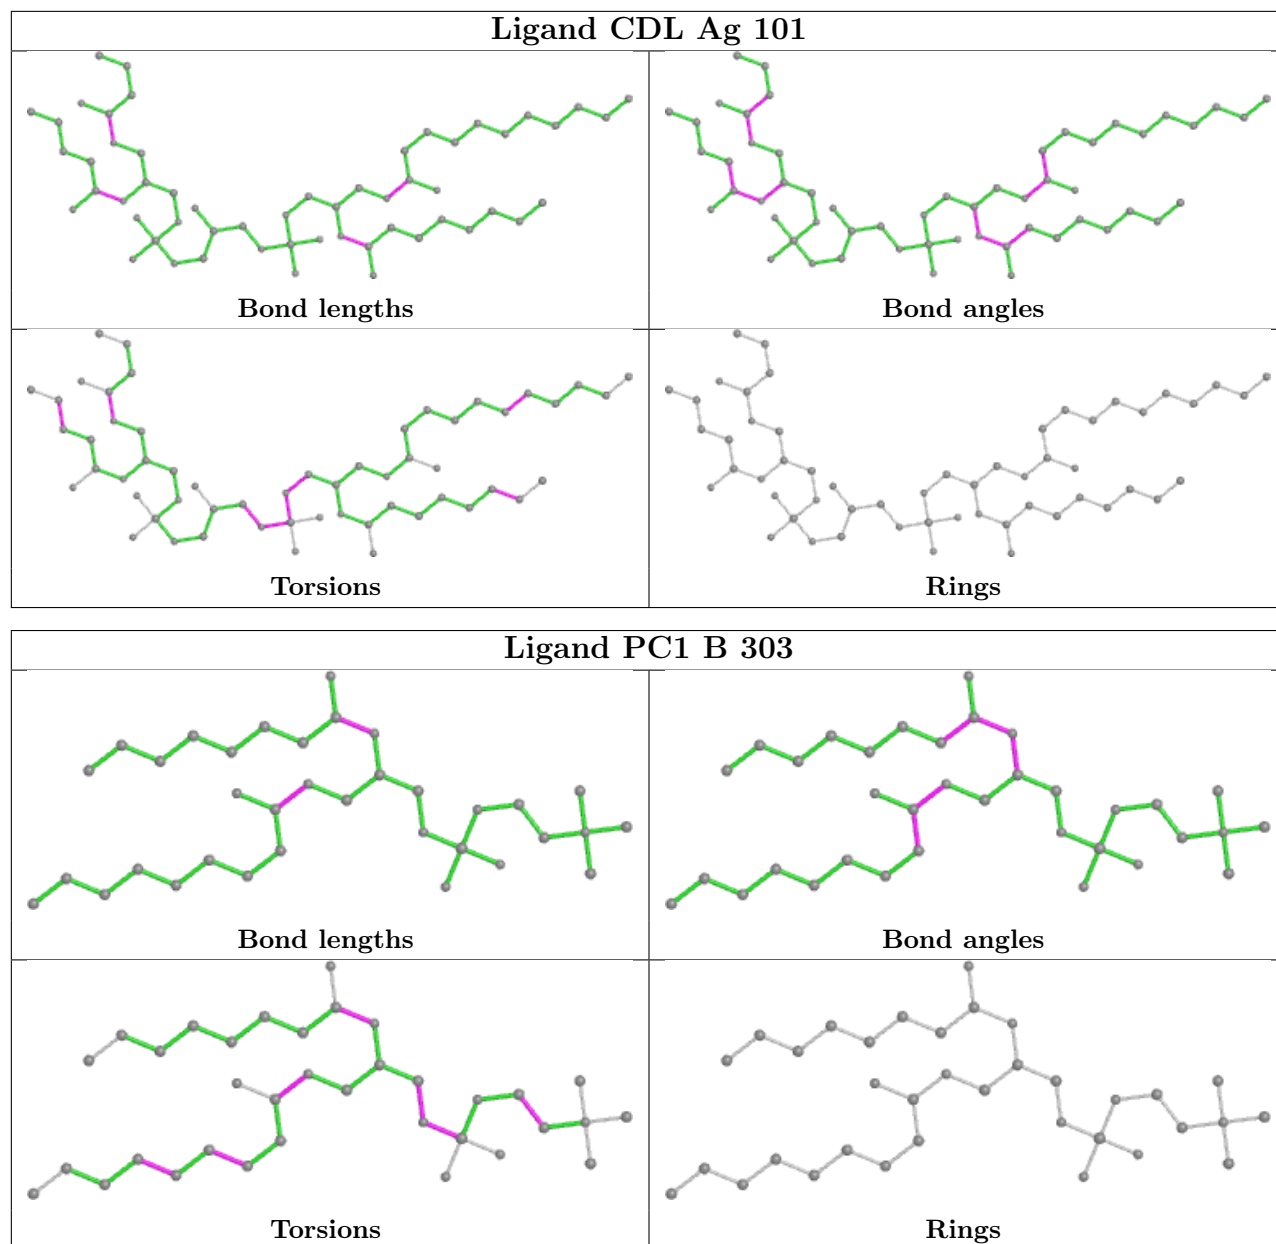 Ligand CDL Ag 101
Bond lengths
Bond angles
Torsions
Rings
Ligand PC1 B 303
Bond lengths
Bond angles
Torsions
Rings